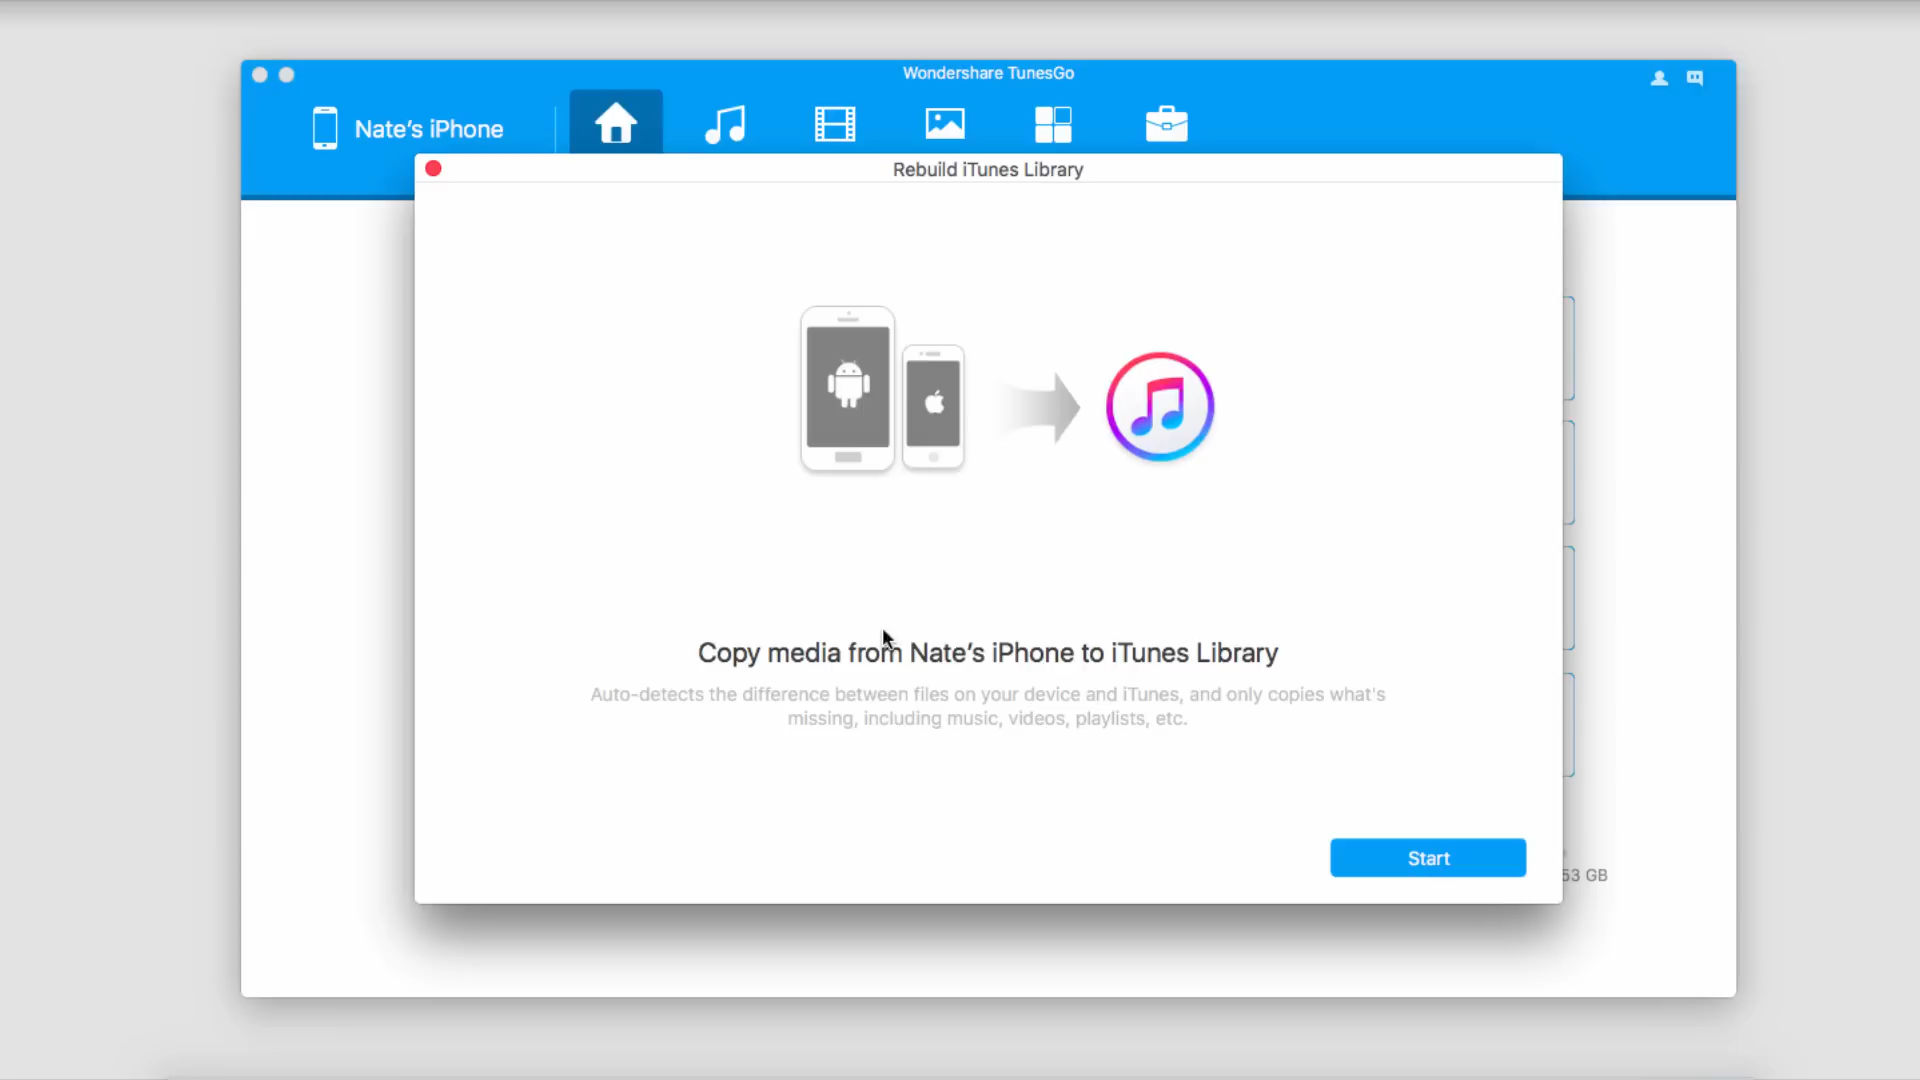 Wondershare TunesGo
Nate’s iPhone
Rebuild iTunes Library
Copy media from Nate’s iPhone to iTunes Library
Auto-detects the difference between files on your device and iTunes, and only copies what's
missing, including music, videos, playlists, etc.
Start
53 GB